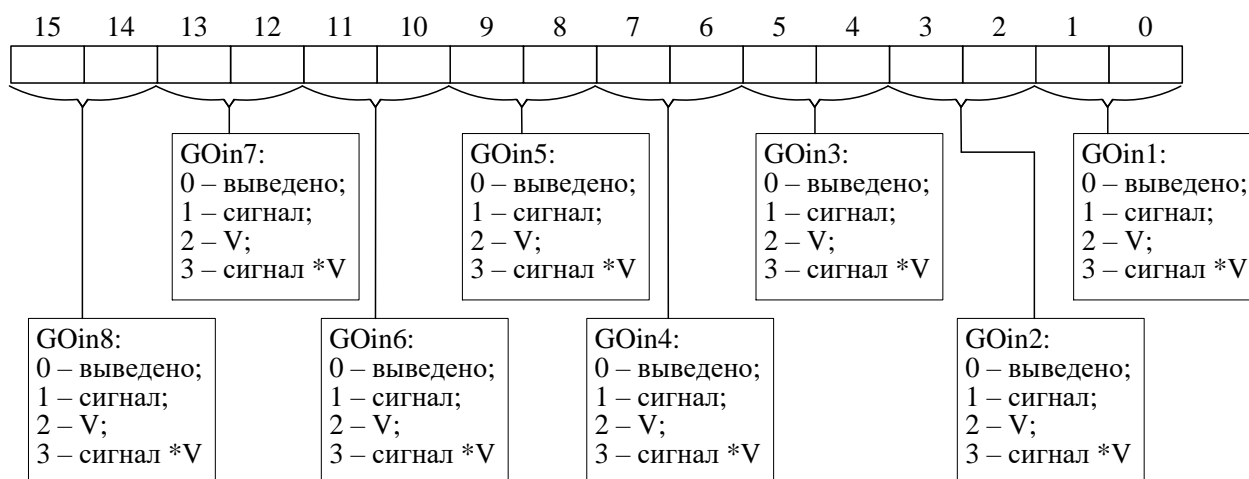 15 14 13 12 11 10 9 8 7 6 5 4 3 2 1 0
GOin7:
0 – выведено;
1 – сигнал;
2 – V;
3 – сигнал *V
GOin5:
0 – выведено;
1 – сигнал;
2 – V;
3 – сигнал *V
GOin3:
0 – выведено;
1 – сигнал;
2 – V;
3 – сигнал *V
GOin1:
0 – выведено;
1 – сигнал;
2 – V;
3 – сигнал *V
GOin8:
0 – выведено;
1 – сигнал;
2 – V;
3 – сигнал *V
GOin6:
0 – выведено;
1 – сигнал;
2 – V;
3 – сигнал *V
GOin4:
0 – выведено;
1 – сигнал;
2 – V;
3 – сигнал *V
GOin2:
0 – выведено;
1 – сигнал;
2 – V;
3 – сигнал *V